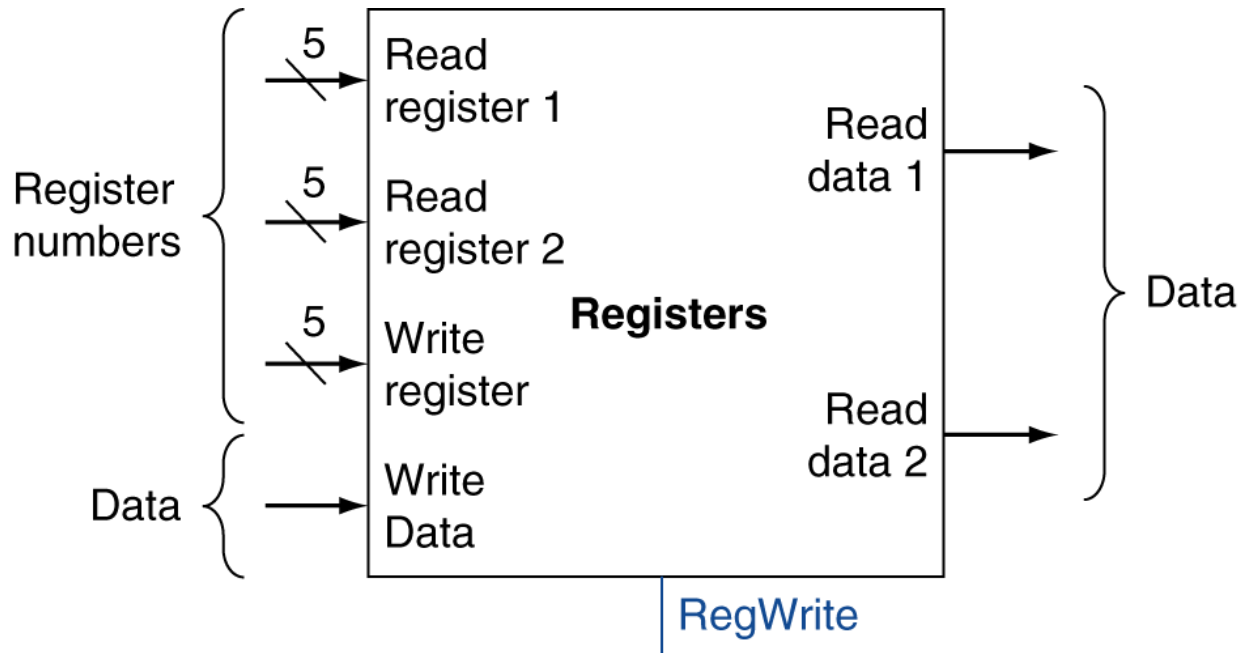 Register
numbers
Data
5
Read
register 1
5
Read
register 2
5
Write
register
Write
Data
Registers
Read
data 1
Read
data 2
Data
RegWrite